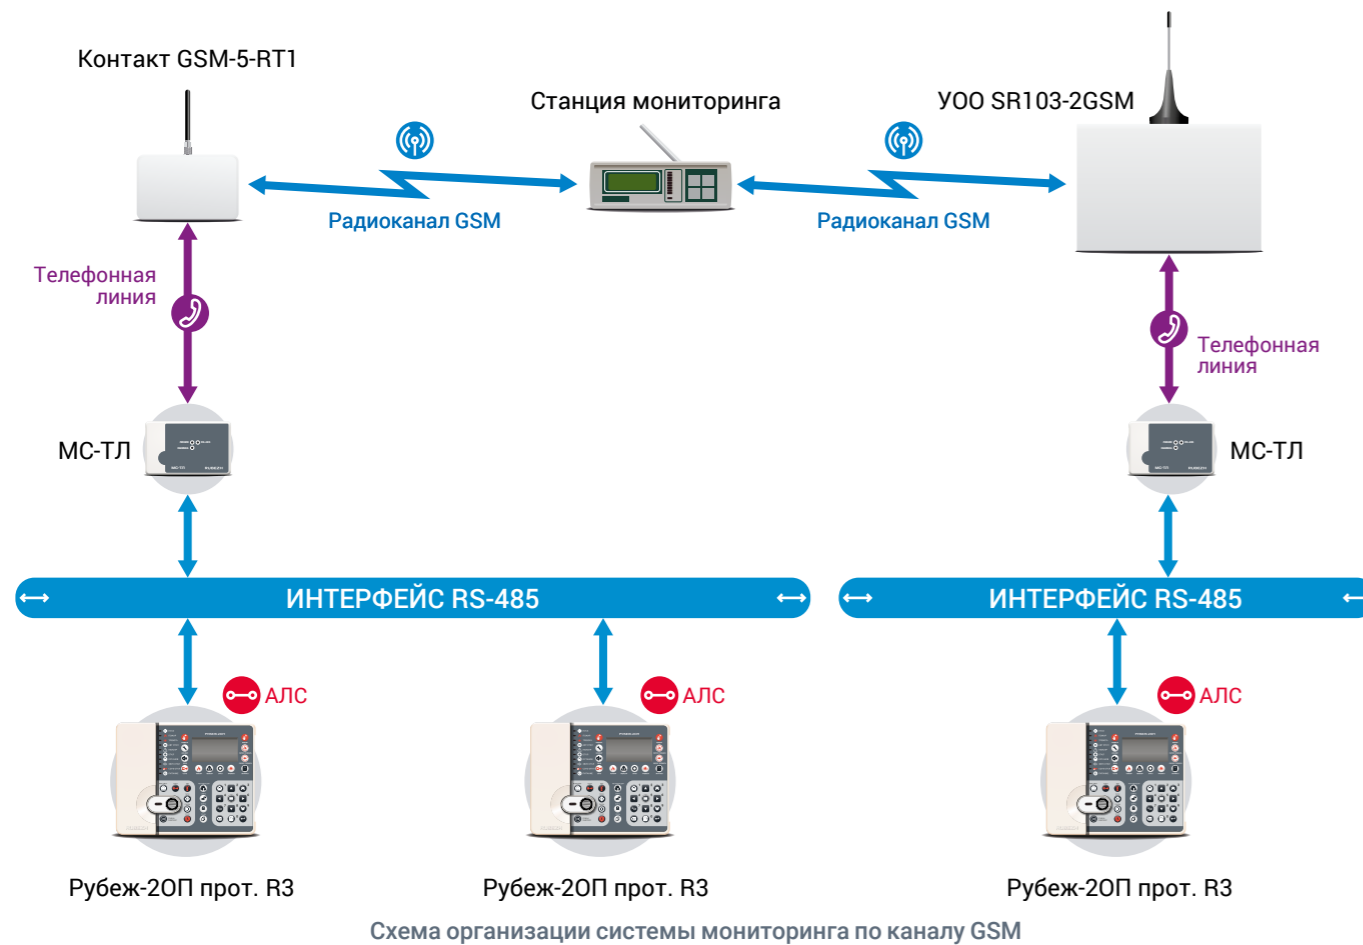 Контакт GSM-5-RT1
Станция мониторинга
УОО SR103-2GSM
Радиоканал GSM
Радиоканал GSM
Телефонная
линия
Телефонная
линия
МС-ТЛ
МС-ТЛ
ИНТЕРФЕЙС RS-485
ИНТЕРФЕЙС RS-485
АЛС
АЛС
АЛС
Рубеж-2ОП прот. R3
Рубеж-2ОП прот. R3
Рубеж-2ОП прот. R3
Схема организации системы мониторинга по каналу GSM